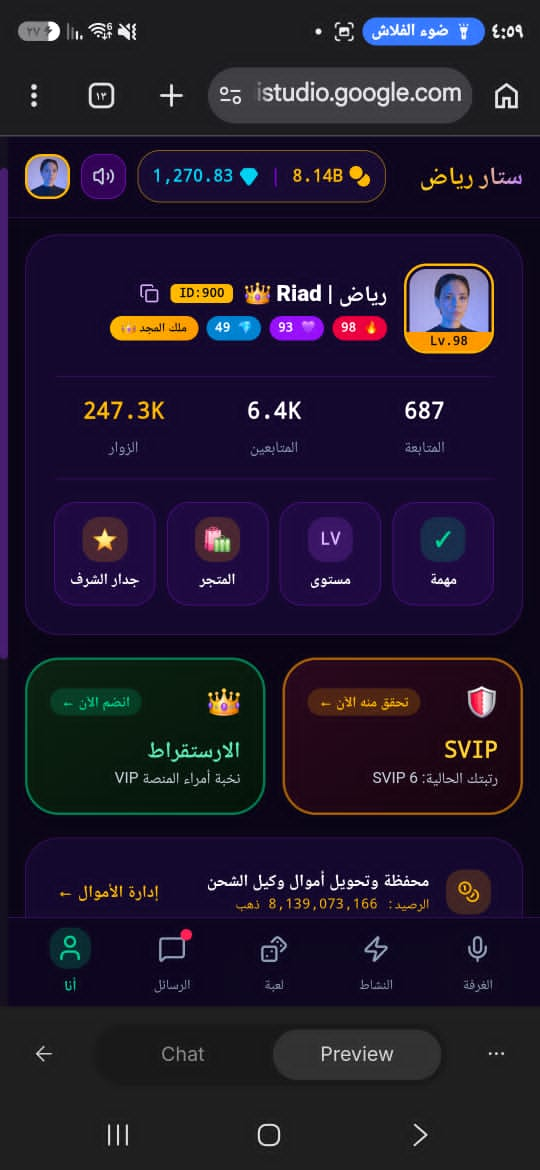 ٤:٥٩
ضوء الفلاش
٢٧
studio.google.com
١٣
ستار رياض
8.14B | 1,270.83
رياض | Riad 👑 ID:900
98 🔥 93 💜 49 💎 ملك المجد 👑
Lv.98
687 6.4K 247.3K
المتابعة المتابعين الزوار
LV
مهمة مستوى المتجر جدار الشرف
تحقق منه الآن ←
SVIP
رتبتك الحالية: SVIP 6
انضم الآن ←
الارستقراط
نخبة أمراء المنصة VIP
محفظة وتحويل أموال وكيل الشحن
الرصيد: 8,139,073,166 ذهب
إدارة الأموال ←
الغرفة النشاط لعبة الرسائل أنا
Chat Preview